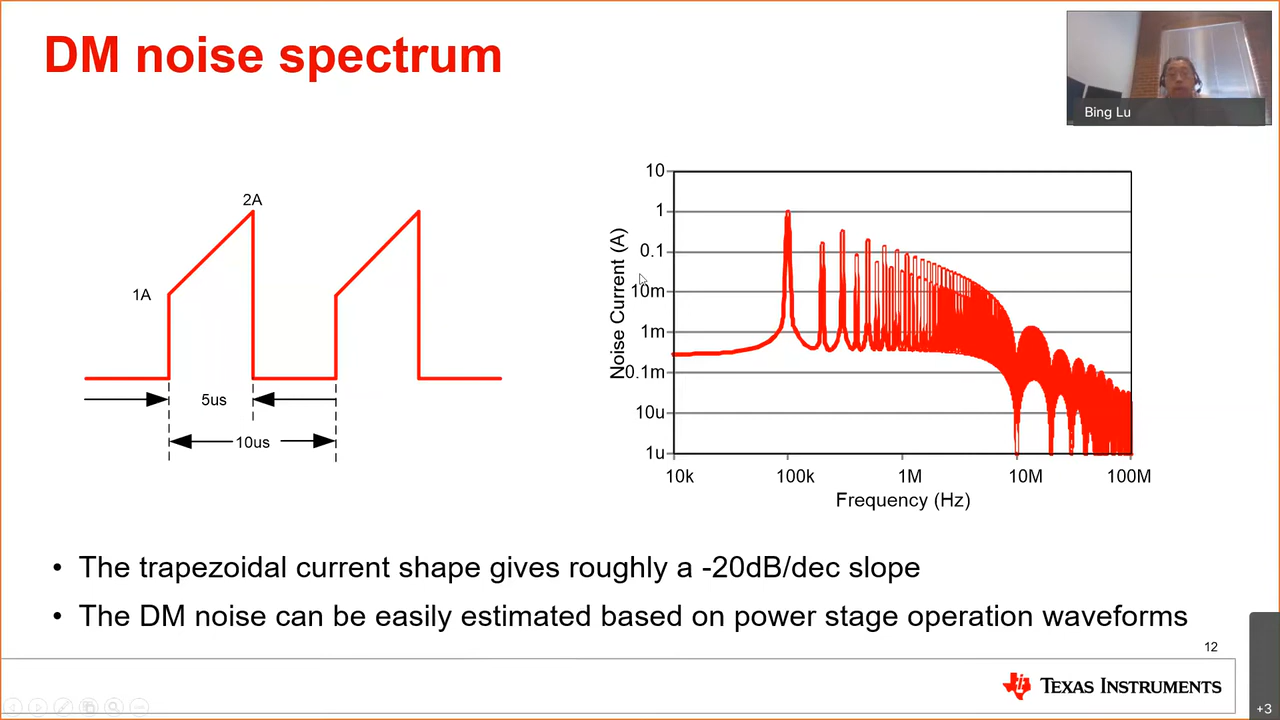 DM noise spectrum
Bing Lu
2A
1A
5us
10us
Noise Current (A)
10
1
0.1
10m
1m
0.1m
10u
1u
10k 100k 1M 10M 100M
Frequency (Hz)
• The trapezoidal current shape gives roughly a -20dB/dec slope
• The DM noise can be easily estimated based on power stage operation waveforms
12
TEXAS INSTRUMENTS
+3